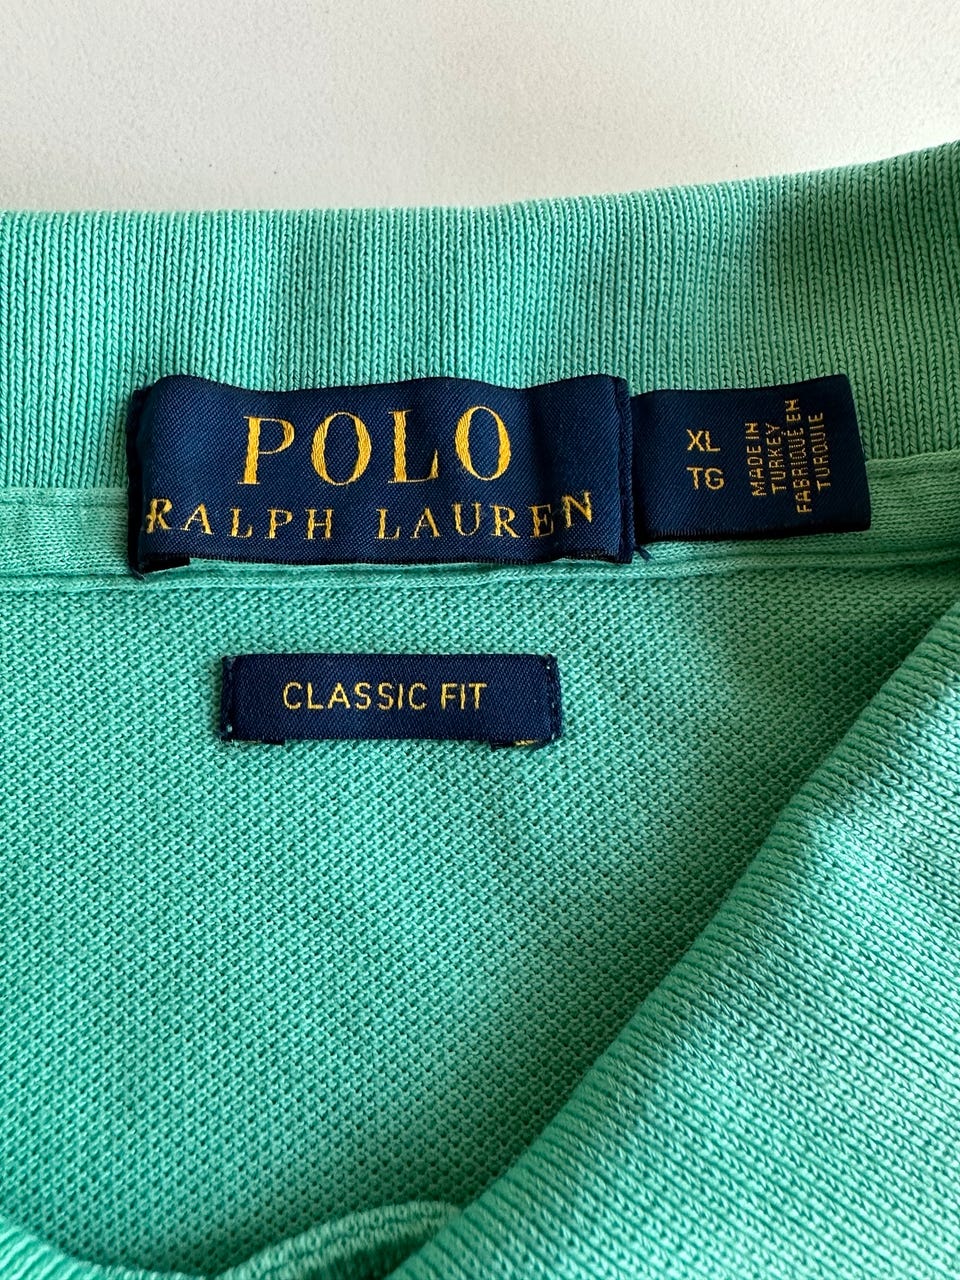 POLO
RALPH LAUREN
XL
TG
MADE IN
TURKEY
FABRIQUÉ EN
TURQUIE
CLASSIC FIT